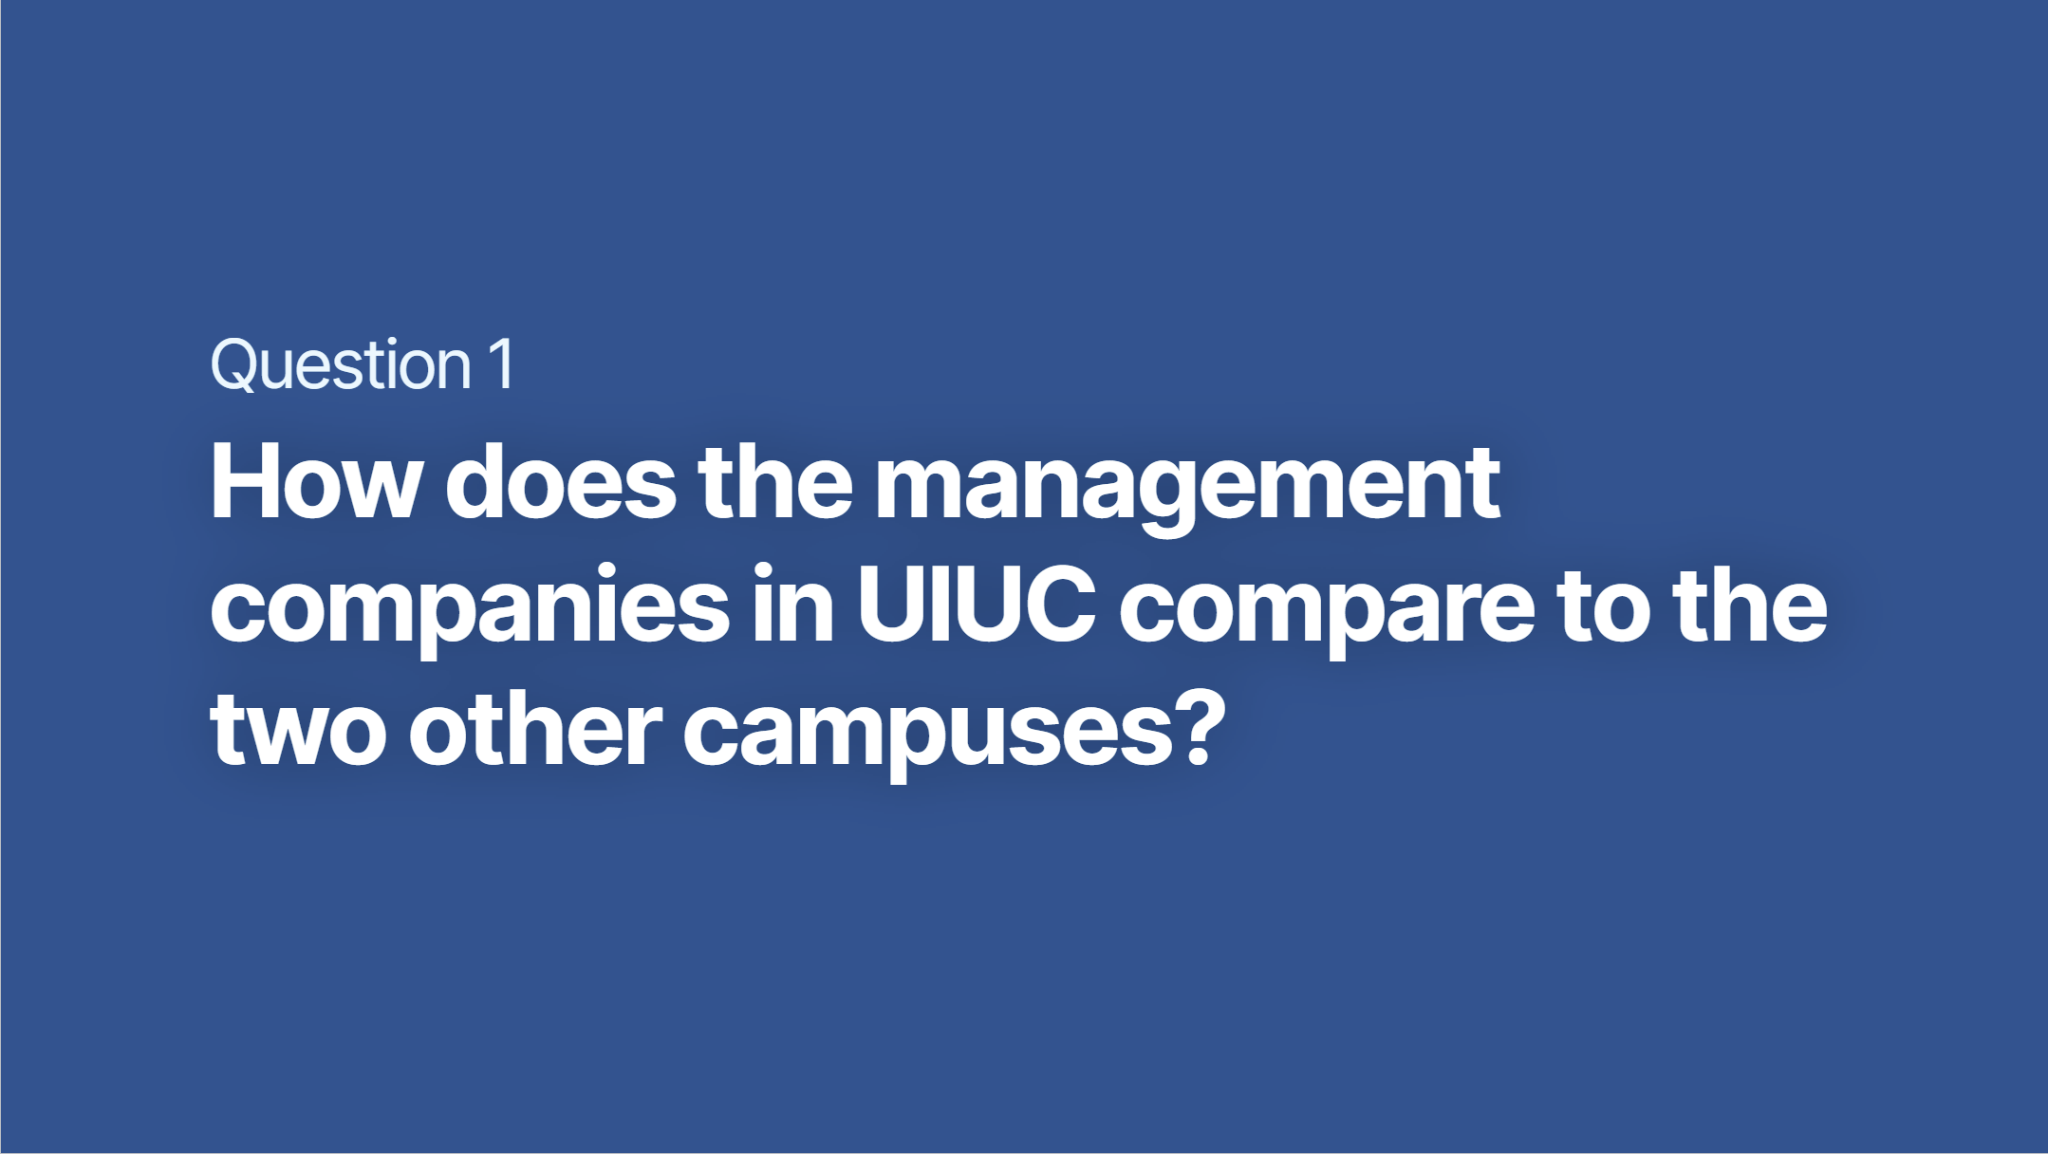 Question 1
How does the management
companies in UIUC compare to the
two other campuses?